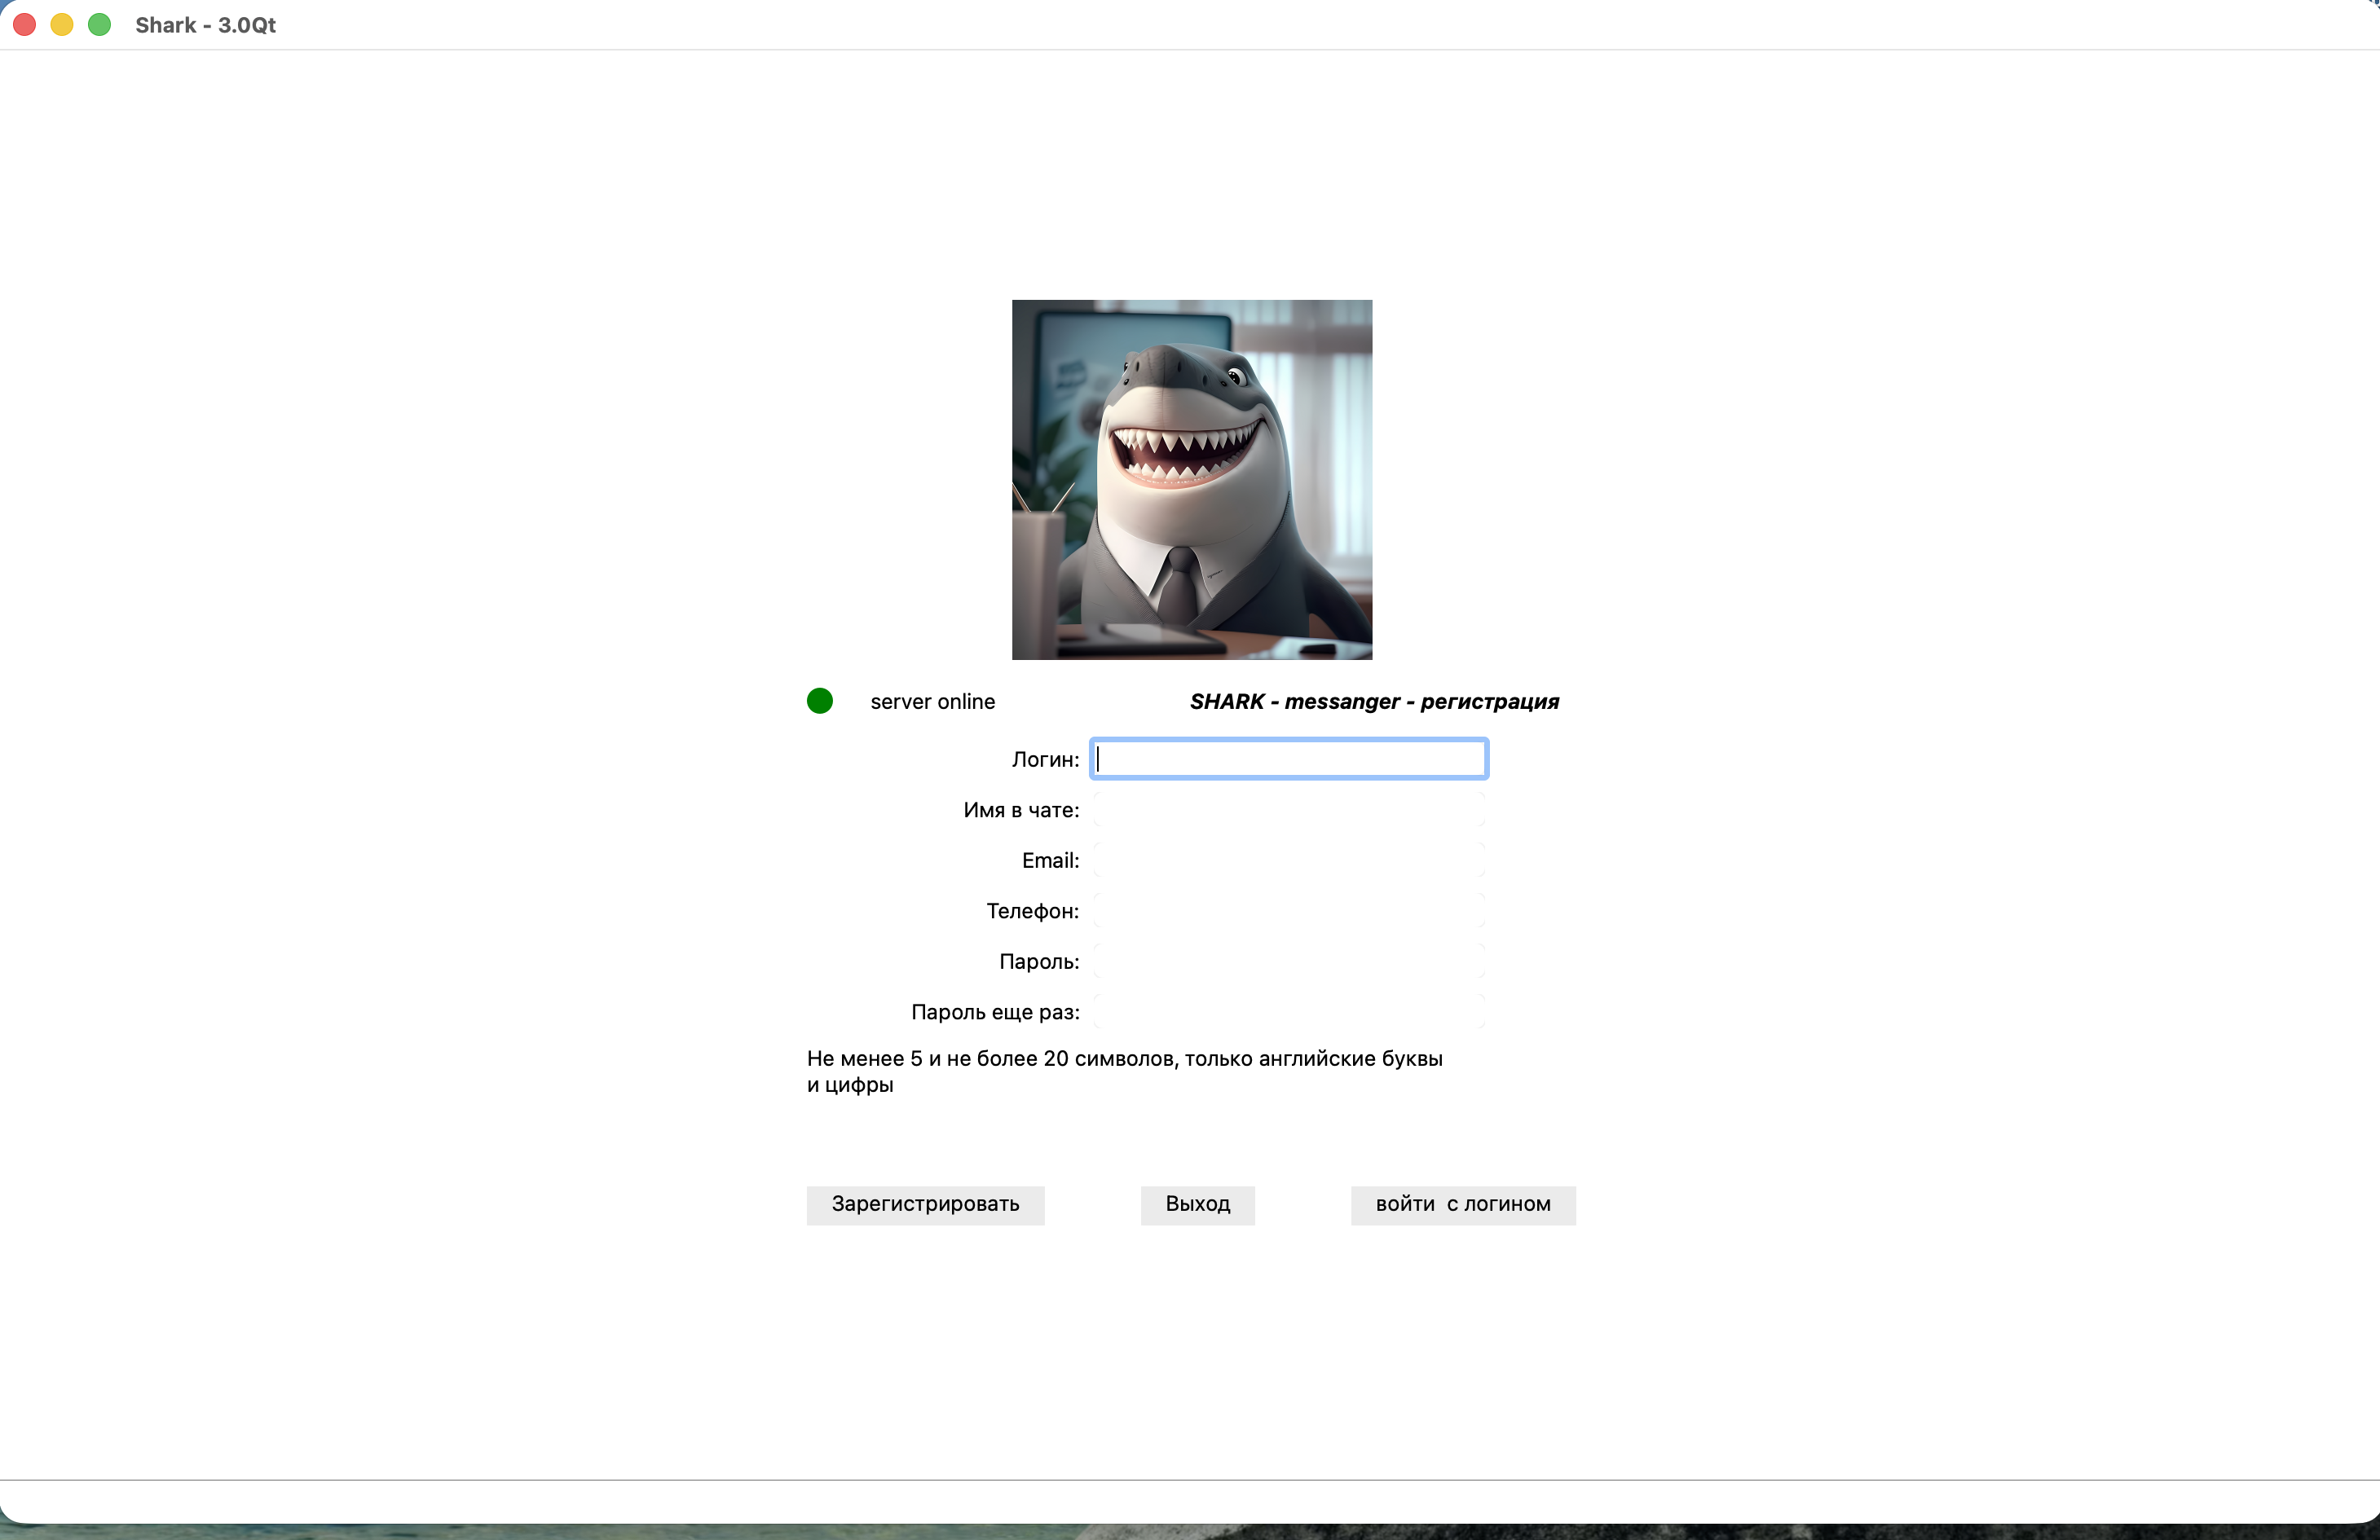 Shark - 3.0Qt
server online
SHARK - messanger - регистрация
Логин:
Имя в чате:
Email:
Телефон:
Пароль:
Пароль еще раз:
Не менее 5 и не более 20 символов, только английские буквы
и цифры
Зарегистрировать
Выход
войти  с логином